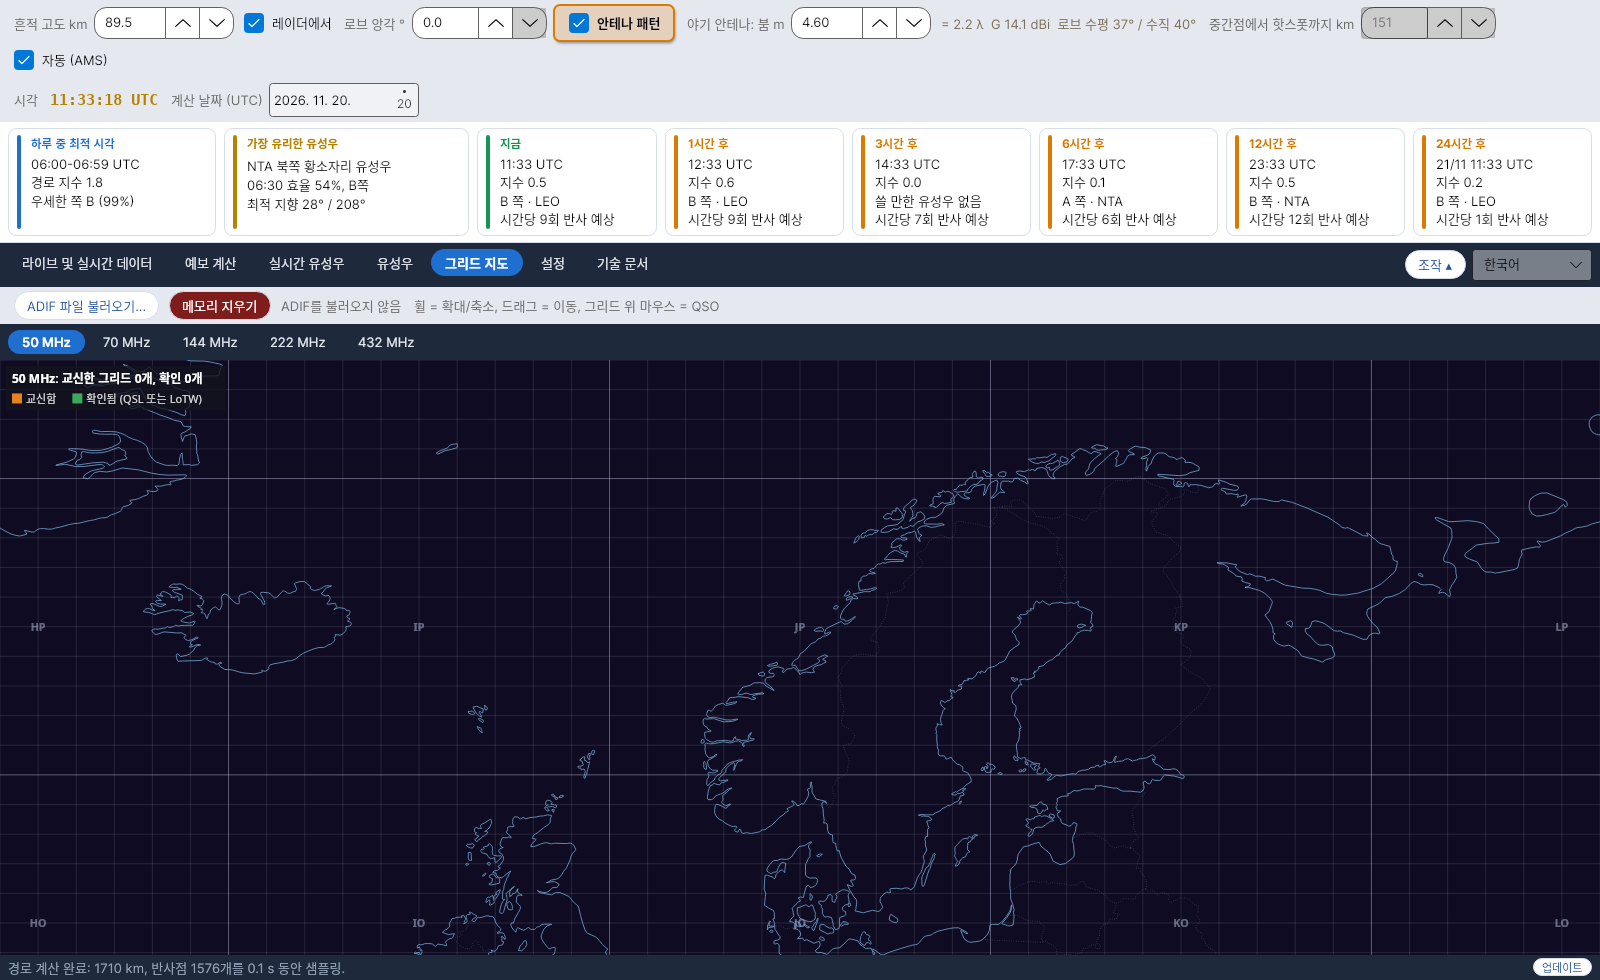 흔적 고도 km 89.5 레이더에서 로브 앙각 ° 0.0 안테나 패턴 야기 안테나: 붐 m 4.60 = 2.2 λ G 14.1 dBi 로브 수평 37° / 수직 40° 중간점에서 핫스폿까지 km 151
자동 (AMS)
시각 11:33:18 UTC 계산 날짜 (UTC) 2026. 11. 20. 20
하루 중 최적 시각
06:00-06:59 UTC
경로 지수 1.8
우세한 쪽 B (99%)
가장 유리한 유성우
NTA 북쪽 황소자리 유성우
06:30 효율 54%, B쪽
최적 지향 28° / 208°
지금
11:33 UTC
지수 0.5
B 쪽 · LEO
시간당 9회 반사 예상
1시간 후
12:33 UTC
지수 0.6
B 쪽 · LEO
시간당 9회 반사 예상
3시간 후
14:33 UTC
지수 0.0
쓸 만한 유성우 없음
시간당 7회 반사 예상
6시간 후
17:33 UTC
지수 0.1
A 쪽 · NTA
시간당 6회 반사 예상
12시간 후
23:33 UTC
지수 0.5
B 쪽 · NTA
시간당 12회 반사 예상
24시간 후
21/11 11:33 UTC
지수 0.2
B 쪽 · LEO
시간당 1회 반사 예상
라이브 및 실시간 데이터 예보 계산 실시간 유성우 유성우 그리드 지도 설정 기술 문서 조작 ▴ 한국어
ADIF 파일 불러오기... 메모리 지우기 ADIF를 불러오지 않음 휠 = 확대/축소, 드래그 = 이동, 그리드 위 마우스 = QSO
50 MHz 70 MHz 144 MHz 222 MHz 432 MHz
50 MHz: 교신한 그리드 0개, 확인 0개
교신함 확인됨 (QSL 또는 LoTW)
HP IP JP KP LP
HO IO JO KO LO
경로 계산 완료: 1710 km, 반사점 1576개를 0.1 s 동안 샘플링. 업데이트